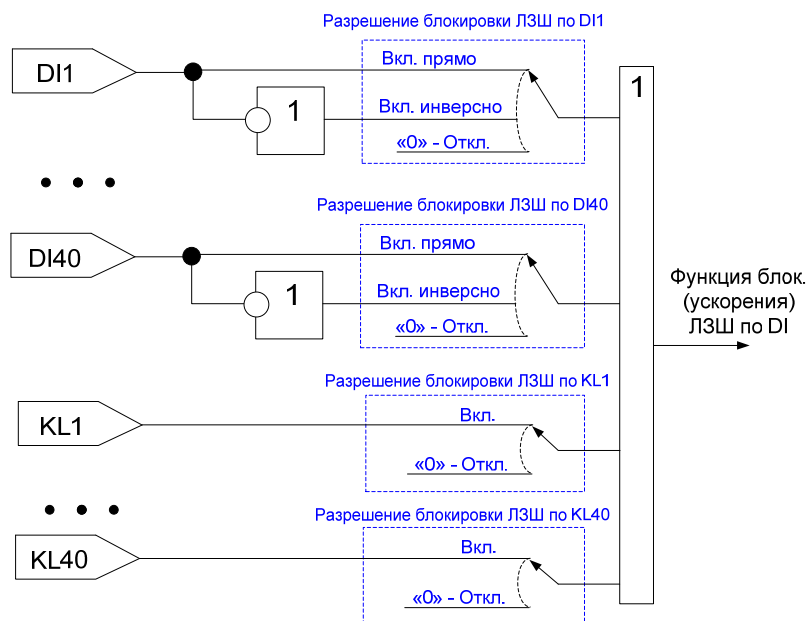 Разрешение блокировки ЛЗШ по DI1
DI1
Вкл. прямо
1
Вкл. инверсно
1
«0» - Откл.
Разрешение блокировки ЛЗШ по DI40
DI40
Вкл. прямо
1
Вкл. инверсно
«0» - Откл.
Функция блок.
(ускорения)
ЛЗШ по DI
Разрешение блокировки ЛЗШ по KL1
KL1
Вкл.
«0» - Откл.
Разрешение блокировки ЛЗШ по KL40
KL40
Вкл.
«0» - Откл.